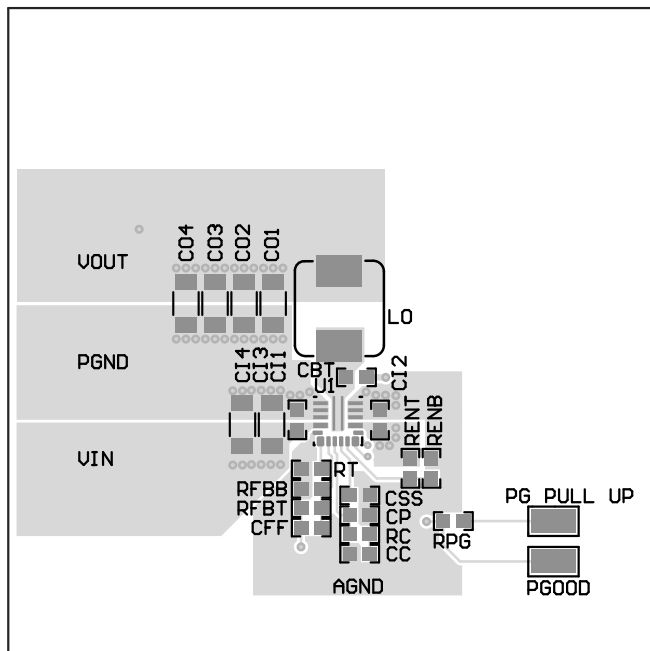 CO4
CO3
CO2
CO1
VOUT
LO
PGND
CI4
CI3
CI1
CBT
U1
CI2
RENT
RENB
VIN
RT
RFBB
RFBT
CFF
CSS
CP
RC
CC
PG PULL UP
RPG
AGND
PGOOD